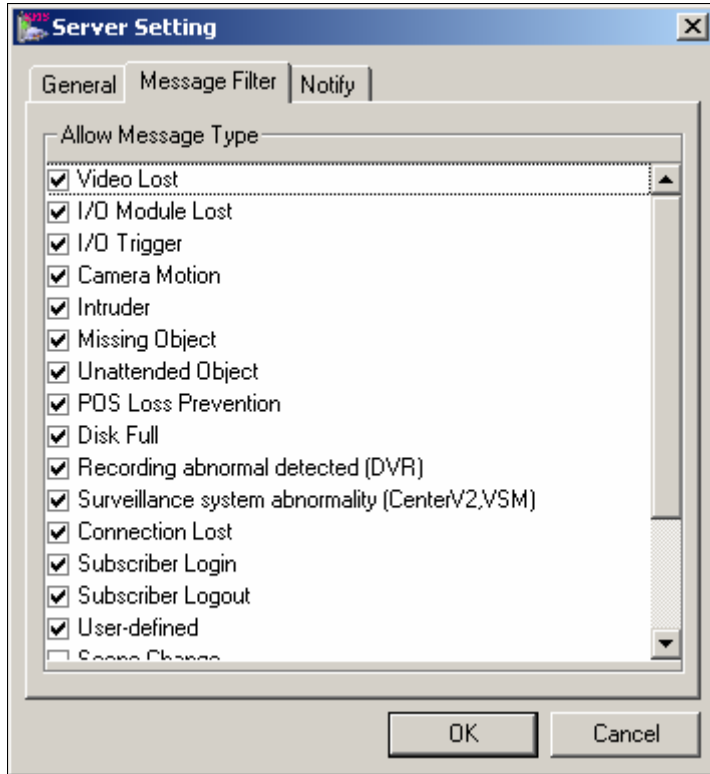 Server Setting
General Message Filter Notify
Allow Message Type
Video Lost
I/O Module Lost
I/O Trigger
Camera Motion
Intruder
Missing Object
Unattended Object
POS Loss Prevention
Disk Full
Recording abnormal detected (DVR)
Surveillance system abnormality (CenterV2,VSM)
Connection Lost
Subscriber Login
Subscriber Logout
User-defined
Scene Change
OK Cancel